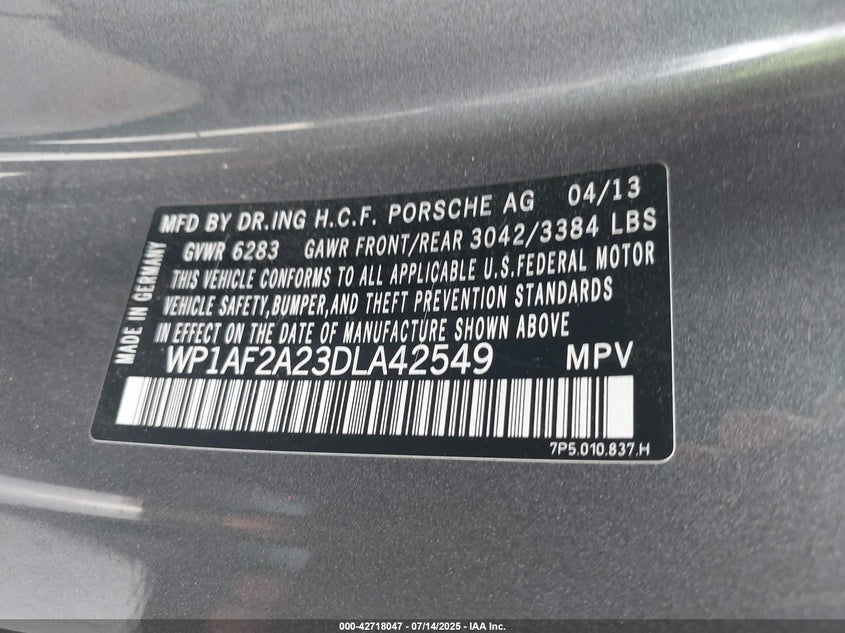 MFD BY DR.ING H.C.F. PORSCHE AG 04/13
GVWR 6283 GAWR FRONT/REAR 3042/3384 LBS
THIS VEHICLE CONFORMS TO ALL APPLICABLE U.S.FEDERAL MOTOR
VEHICLE SAFETY,BUMPER,AND THEFT PREVENTION STANDARDS
IN EFFECT ON THE DATE OF MANUFACTURE SHOWN ABOVE
MADE IN GERMANY
WP1AF2A23DLA42549 MPV
7P5.010.837.H
000-42718047 - 07/14/2025 - IAA Inc.